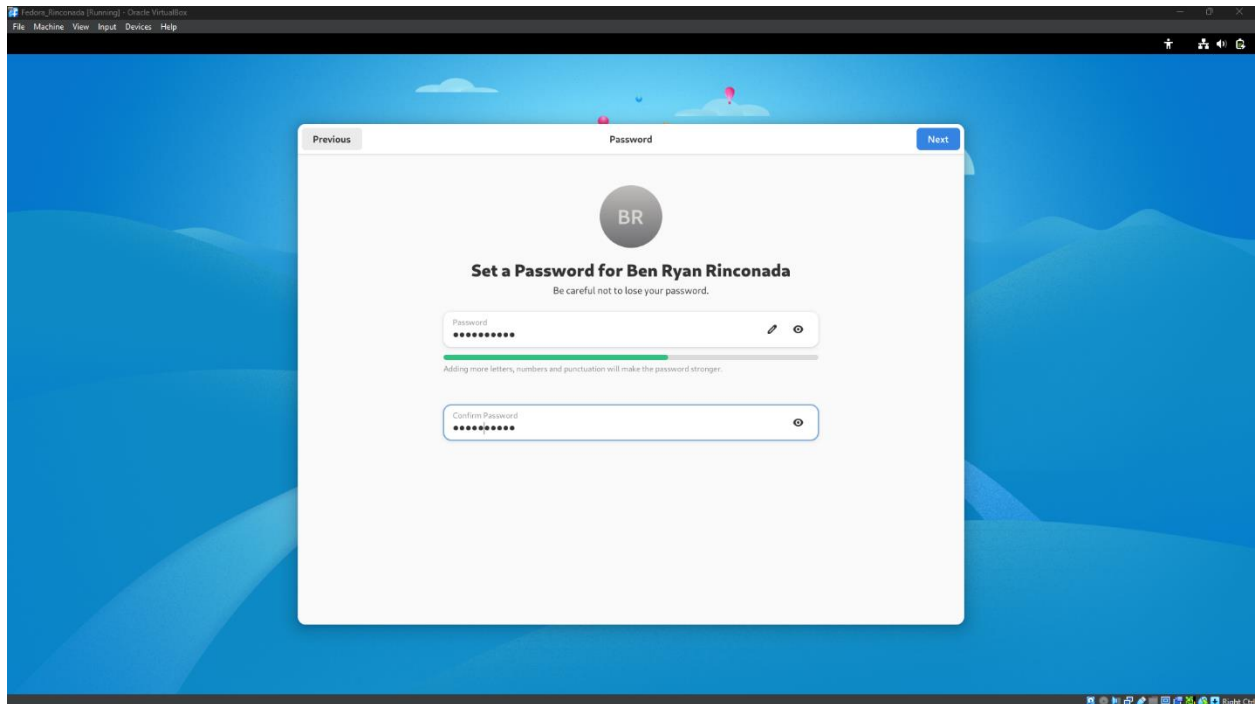 Fedora_Rinconada [Running] - Oracle VirtualBox
File Machine View Input Devices Help
Previous
Password
Next
BR
Set a Password for Ben Ryan Rinconada
Be careful not to lose your password.
Password
••••••••••
Adding more letters, numbers and punctuation will make the password stronger.
Confirm Password
••••••••••
Right Ctrl